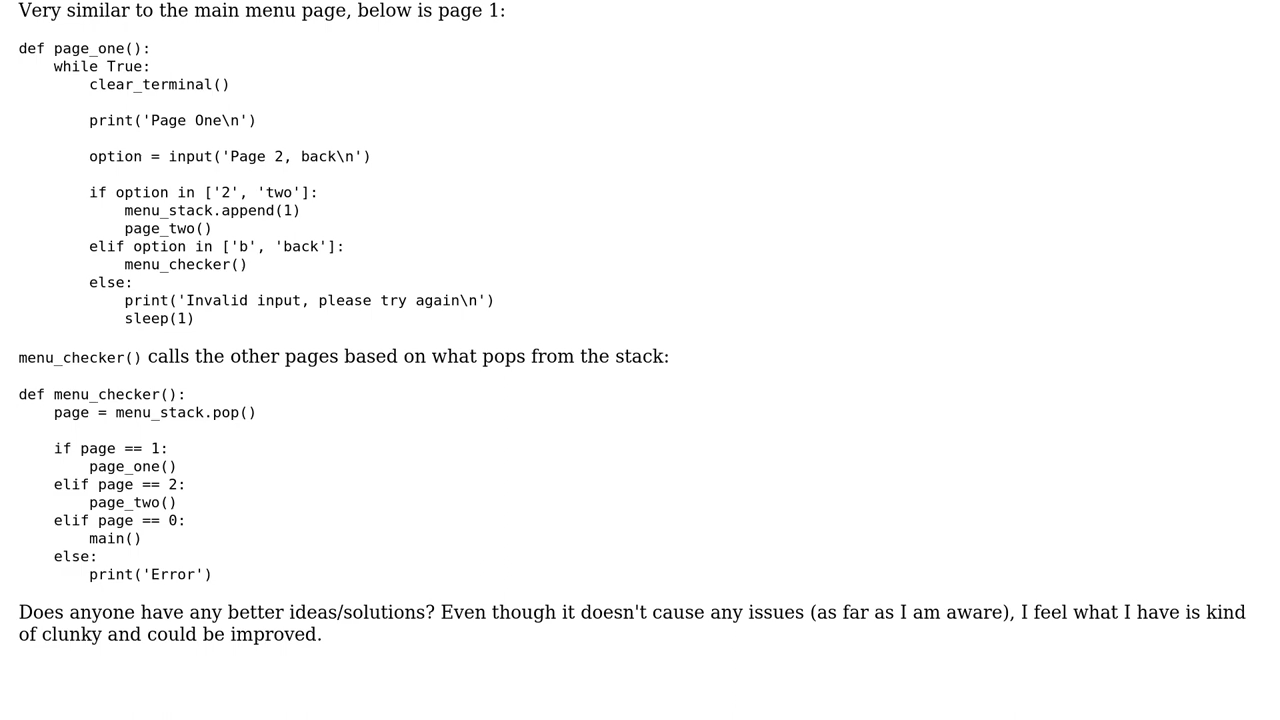 Very similar to the main menu page, below is page 1:
def page_one():
    while True:
        clear_terminal()
        print('Page One\n')
        option = input('Page 2, back\n')
        if option in ['2', 'two']:
            menu_stack.append(1)
            page_two()
        elif option in ['b', 'back']:
            menu_checker()
        else:
            print('Invalid input, please try again\n')
            sleep(1)
menu_checker() calls the other pages based on what pops from the stack:
def menu_checker():
    page = menu_stack.pop()
    if page == 1:
        page_one()
    elif page == 2:
        page_two()
    elif page == 0:
        main()
    else:
        print('Error')
Does anyone have any better ideas/solutions? Even though it doesn't cause any issues (as far as I am aware), I feel what I have is kind
of clunky and could be improved.